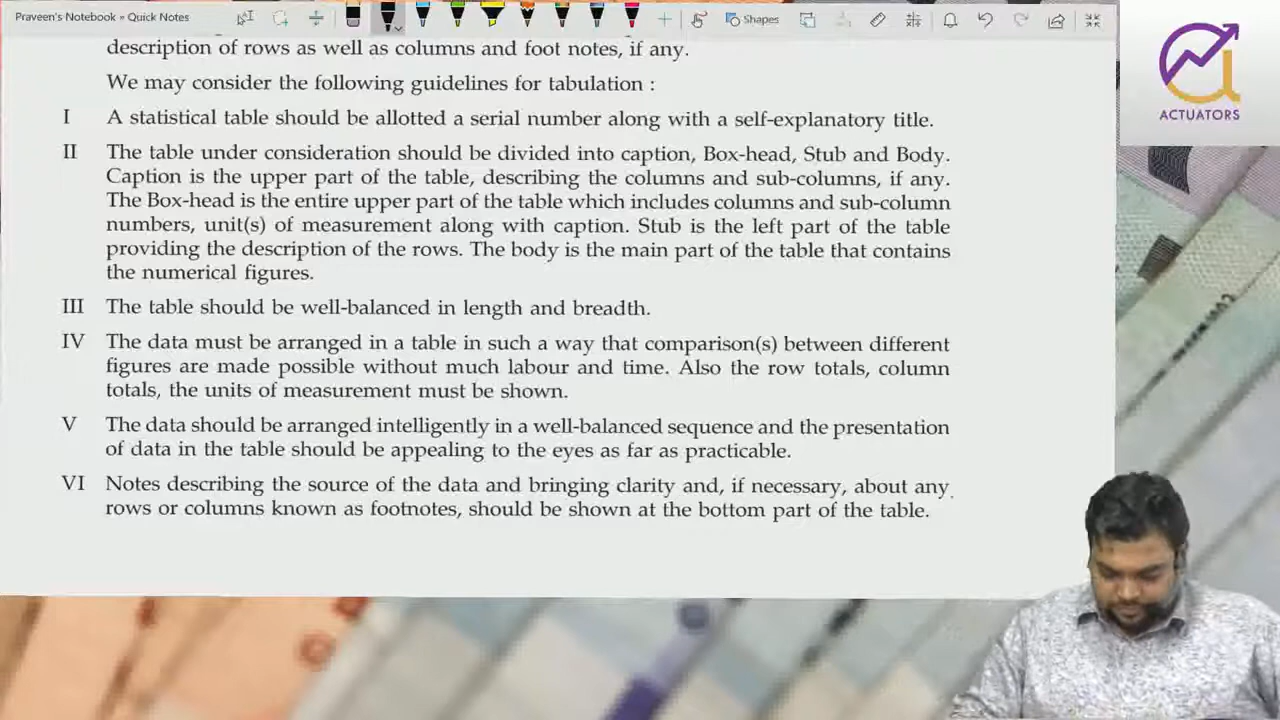 Praveen's Notebook » Quick Notes
Shapes
ACTUATORS
description of rows as well as columns and foot notes, if any.
We may consider the following guidelines for tabulation :
I A statistical table should be allotted a serial number along with a self-explanatory title.
II The table under consideration should be divided into caption, Box-head, Stub and Body.
Caption is the upper part of the table, describing the columns and sub-columns, if any.
The Box-head is the entire upper part of the table which includes columns and sub-column
numbers, unit(s) of measurement along with caption. Stub is the left part of the table
providing the description of the rows. The body is the main part of the table that contains
the numerical figures.
III The table should be well-balanced in length and breadth.
IV The data must be arranged in a table in such a way that comparison(s) between different
figures are made possible without much labour and time. Also the row totals, column
totals, the units of measurement must be shown.
V The data should be arranged intelligently in a well-balanced sequence and the presentation
of data in the table should be appealing to the eyes as far as practicable.
VI Notes describing the source of the data and bringing clarity and, if necessary, about any
rows or columns known as footnotes, should be shown at the bottom part of the table.